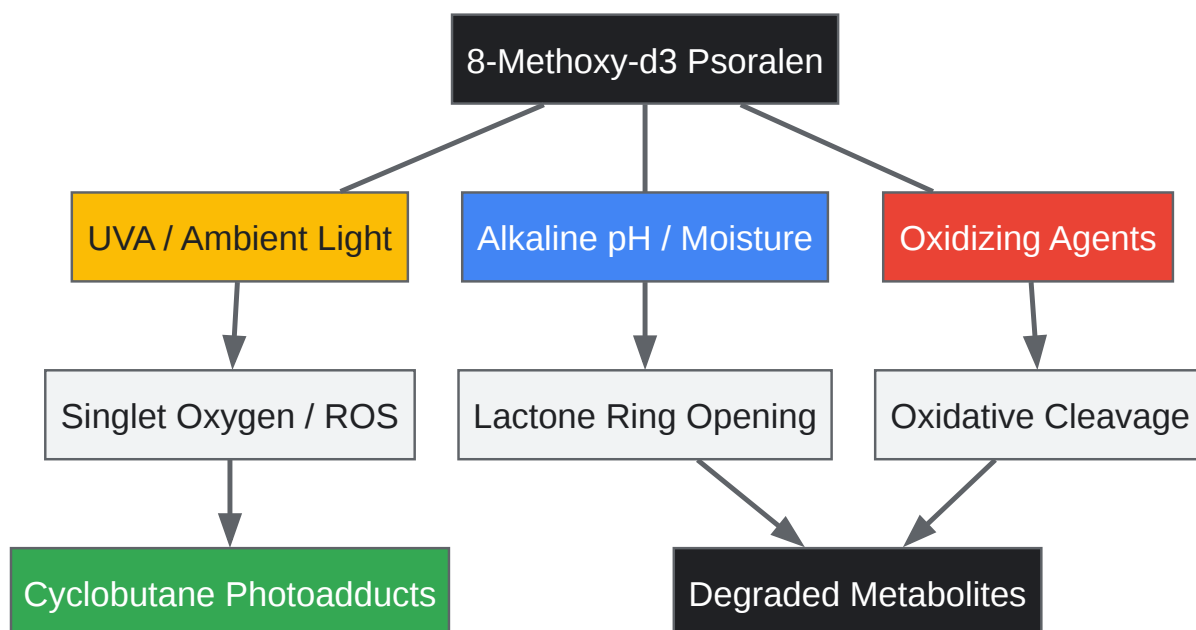 8-Methoxy-d3 Psoralen
UVA / Ambient Light
Alkaline pH / Moisture
Oxidizing Agents
Singlet Oxygen / ROS
Lactone Ring Opening
Oxidative Cleavage
Cyclobutane Photoadducts
Degraded Metabolites